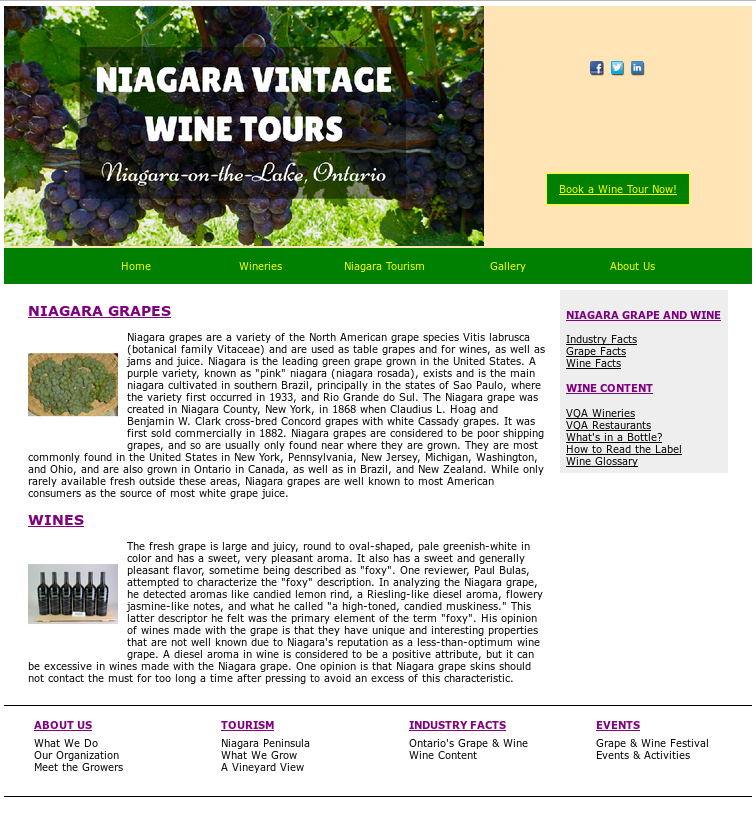 NIAGARA VINTAGE
WINE TOURS
Niagara-on-the-Lake, Ontario
Book a Wine Tour Now!
Home Wineries Niagara Tourism Gallery About Us
NIAGARA GRAPES
Niagara grapes are a variety of the North American grape species Vitis labrusca
(botanical family Vitaceae) and are used as table grapes and for wines, as well as
jams and juice. Niagara is the leading green grape grown in the United States. A
purple variety, known as "pink" niagara (niagara rosada), exists and is the main
niagara cultivated in southern Brazil, principally in the states of Sao Paulo, where
the variety first occurred in 1933, and Rio Grande do Sul. The Niagara grape was
created in Niagara County, New York, in 1868 when Claudius L. Hoag and
Benjamin W. Clark cross-bred Concord grapes with white Cassady grapes. It was
first sold commercially in 1882. Niagara grapes are considered to be poor shipping
grapes, and so are usually only found near where they are grown. They are most
commonly found in the United States in New York, Pennsylvania, New Jersey, Michigan, Washington,
and Ohio, and are also grown in Ontario in Canada, as well as in Brazil, and New Zealand. While only
rarely available fresh outside these areas, Niagara grapes are well known to most American
consumers as the source of most white grape juice.
WINES
The fresh grape is large and juicy, round to oval-shaped, pale greenish-white in
color and has a sweet, very pleasant aroma. It also has a sweet and generally
pleasant flavor, sometime being described as "foxy". One reviewer, Paul Bulas,
attempted to characterize the "foxy" description. In analyzing the Niagara grape,
he detected aromas like candied lemon rind, a Riesling-like diesel aroma, flowery
jasmine-like notes, and what he called "a high-toned, candied muskiness." This
latter descriptor he felt was the primary element of the term "foxy". His opinion
of wines made with the grape is that they have unique and interesting properties
that are not well known due to Niagara's reputation as a less-than-optimum wine
grape. A diesel aroma in wine is considered to be a positive attribute, but it can
be excessive in wines made with the Niagara grape. One opinion is that Niagara grape skins should
not contact the must for too long a time after pressing to avoid an excess of this characteristic.
NIAGARA GRAPE AND WINE
Industry Facts
Grape Facts
Wine Facts
WINE CONTENT
VQA Wineries
VQA Restaurants
What's in a Bottle?
How to Read the Label
Wine Glossary
ABOUT US
What We Do
Our Organization
Meet the Growers
TOURISM
Niagara Peninsula
What We Grow
A Vineyard View
INDUSTRY FACTS
Ontario's Grape & Wine
Wine Content
EVENTS
Grape & Wine Festival
Events & Activities